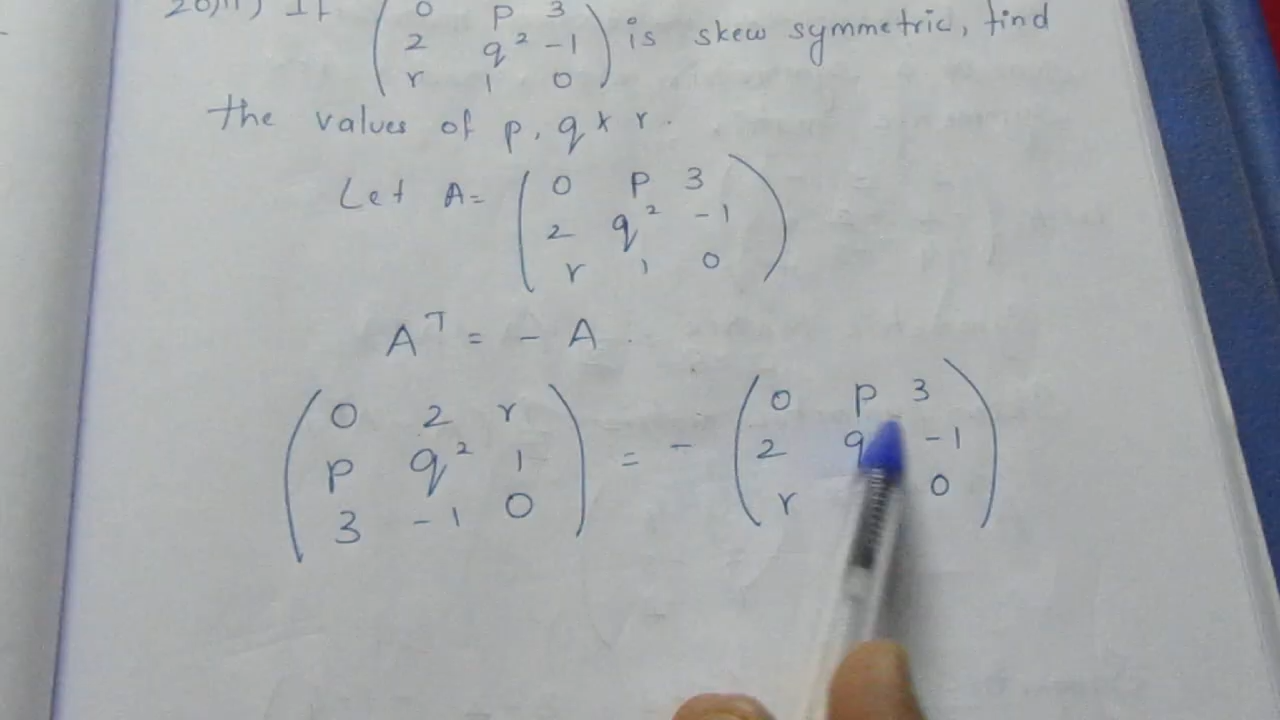 If ( 0 p 3
2 q² -1
r 1 0 ) is skew symmetric, find
the values of p, q & r.
Let A = ( 0 p 3
2 q² -1
r 1 0 )
Aᵀ = - A
( 0 2 r
p q² 1
3 -1 0 ) = - ( 0 p 3
2 q -1
r 0 )